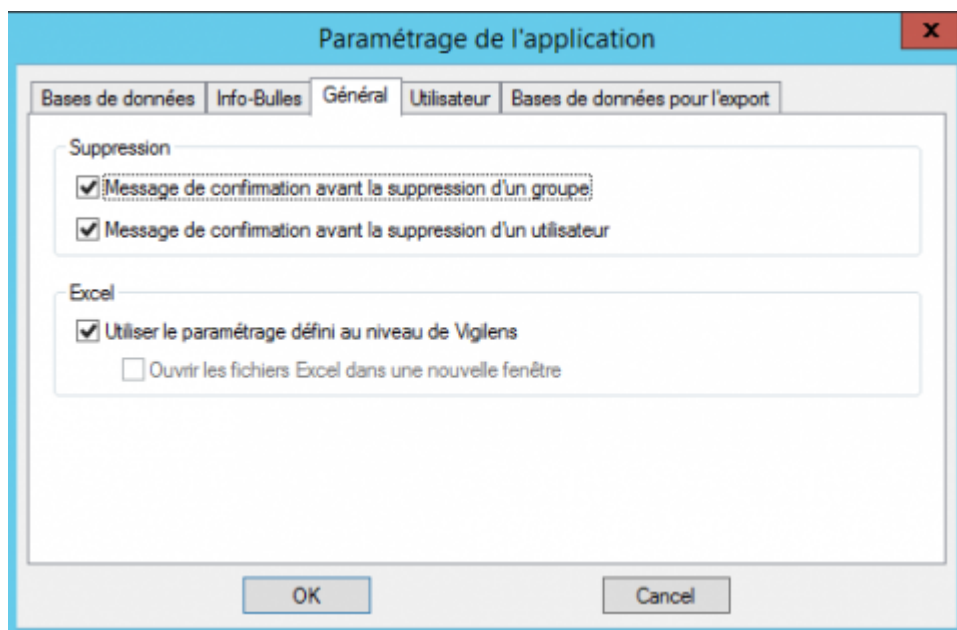 Paramétrage de l'application
x
Bases de données Info-Bulles Général Utilisateur Bases de données pour l'export
Suppression
Message de confirmation avant la suppression d'un groupe
Message de confirmation avant la suppression d'un utilisateur
Excel
Utiliser le paramétrage défini au niveau de Vigilens
Ouvrir les fichiers Excel dans une nouvelle fenêtre
OK Cancel